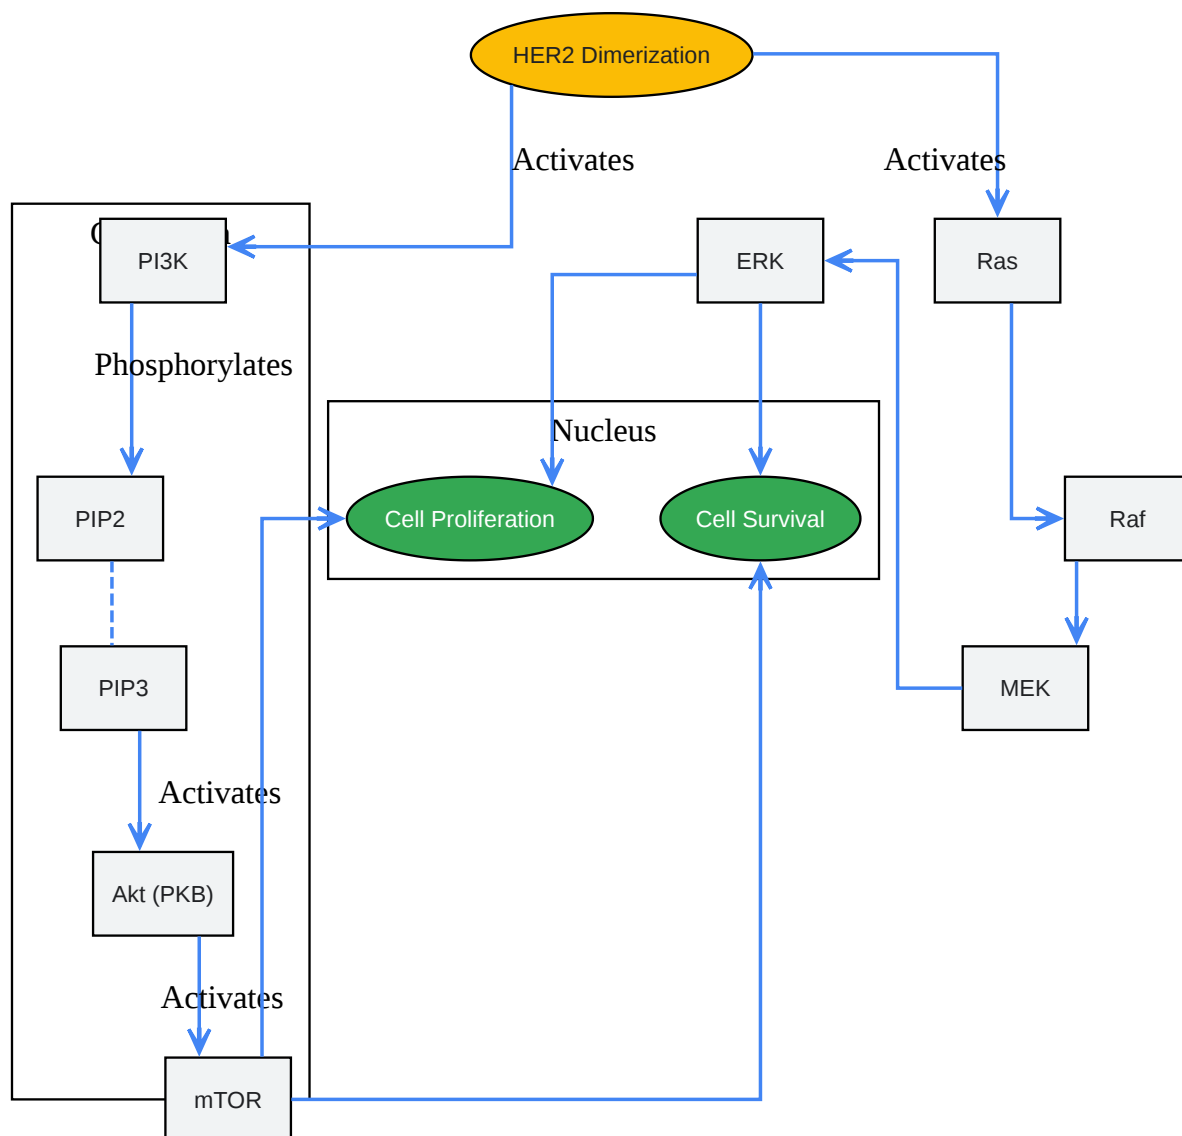 HER2 Dimerization
Activates
Activates
PI3K
ERK
Ras
Phosphorylates
Nucleus
PIP2
Cell Proliferation
Cell Survival
Raf
PIP3
MEK
Activates
Akt (PKB)
Activates
mTOR